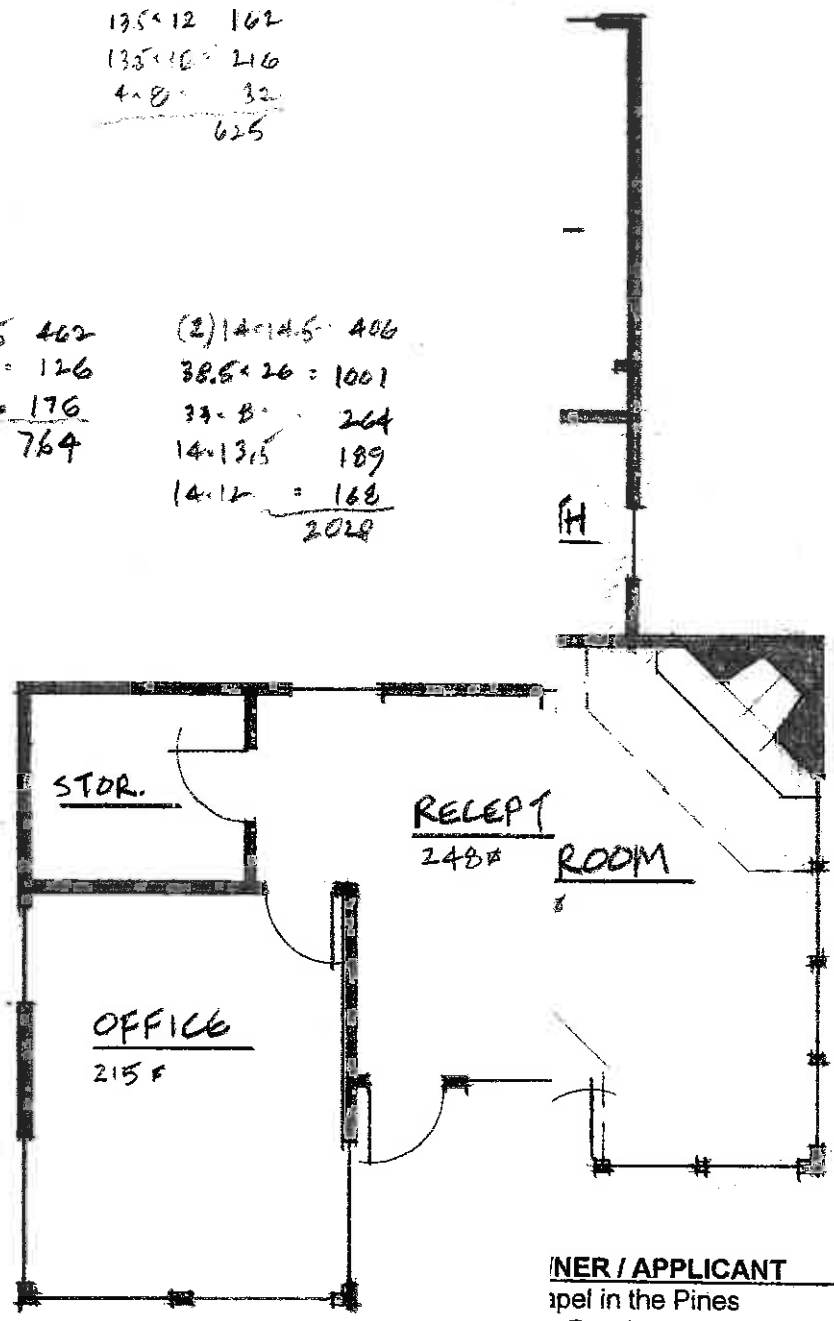 13.5×12 162
13.5×16= 216
4×8= 32
625
5 462
= 126
= 176
764
(2) 14×14.5= 406
38.5×26 = 1001
33×8= 264
14×13.5 189
14×12 = 168
2028
TH
STOR.
RECEPT
248#
ROOM
OFFICE
215#
NER / APPLICANT
apel in the Pines